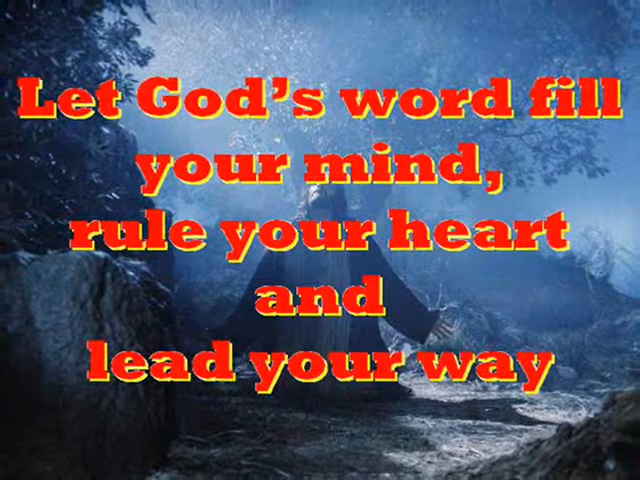 Let God's word fill
your mind,
rule your heart
and
lead your way